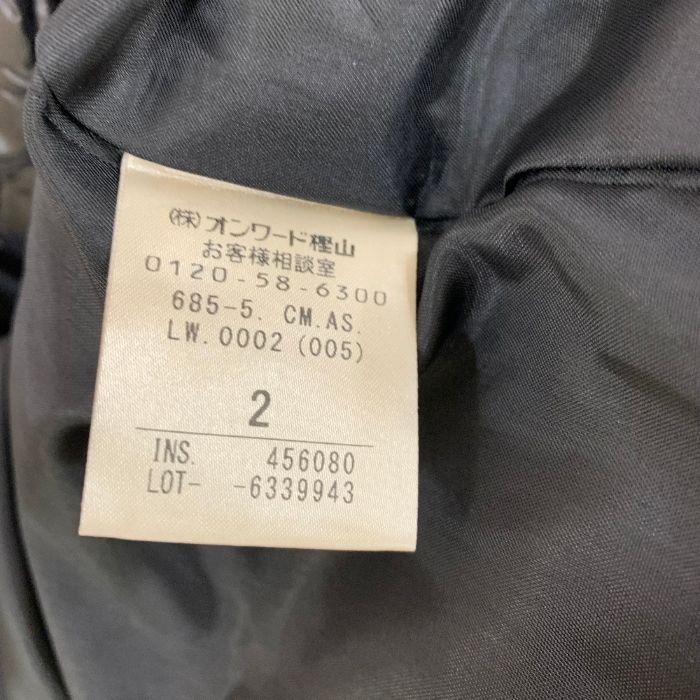 (株)オンワード樫山
お客様相談室
0120-58-6300
685-5. CM.AS.
LW.0002(005)
2
INS. 456080
LOT- -6339943